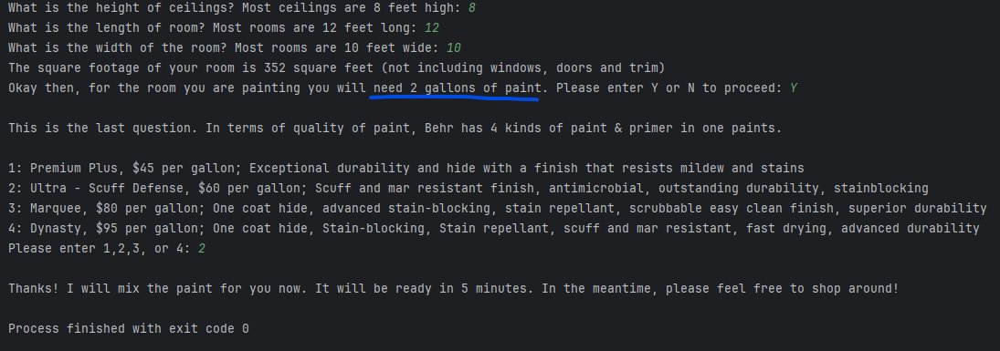 What is the height of ceilings? Most ceilings are 8 feet high: 8
What is the length of room? Most rooms are 12 feet long: 12
What is the width of the room? Most rooms are 10 feet wide: 10
The square footage of your room is 352 square feet (not including windows, doors and trim)
Okay then, for the room you are painting you will need 2 gallons of paint. Please enter Y or N to proceed: Y
This is the last question. In terms of quality of paint, Behr has 4 kinds of paint & primer in one paints.
1: Premium Plus, $45 per gallon; Exceptional durability and hide with a finish that resists mildew and stains
2: Ultra - Scuff Defense, $60 per gallon; Scuff and mar resistant finish, antimicrobial, outstanding durability, stainblocking
3: Marquee, $80 per gallon; One coat hide, advanced stain-blocking, stain repellant, scrubbable easy clean finish, superior durability
4: Dynasty, $95 per gallon; One coat hide, Stain-blocking, Stain repellant, scuff and mar resistant, fast drying, advanced durability
Please enter 1,2,3, or 4: 2
Thanks! I will mix the paint for you now. It will be ready in 5 minutes. In the meantime, please feel free to shop around!
Process finished with exit code 0